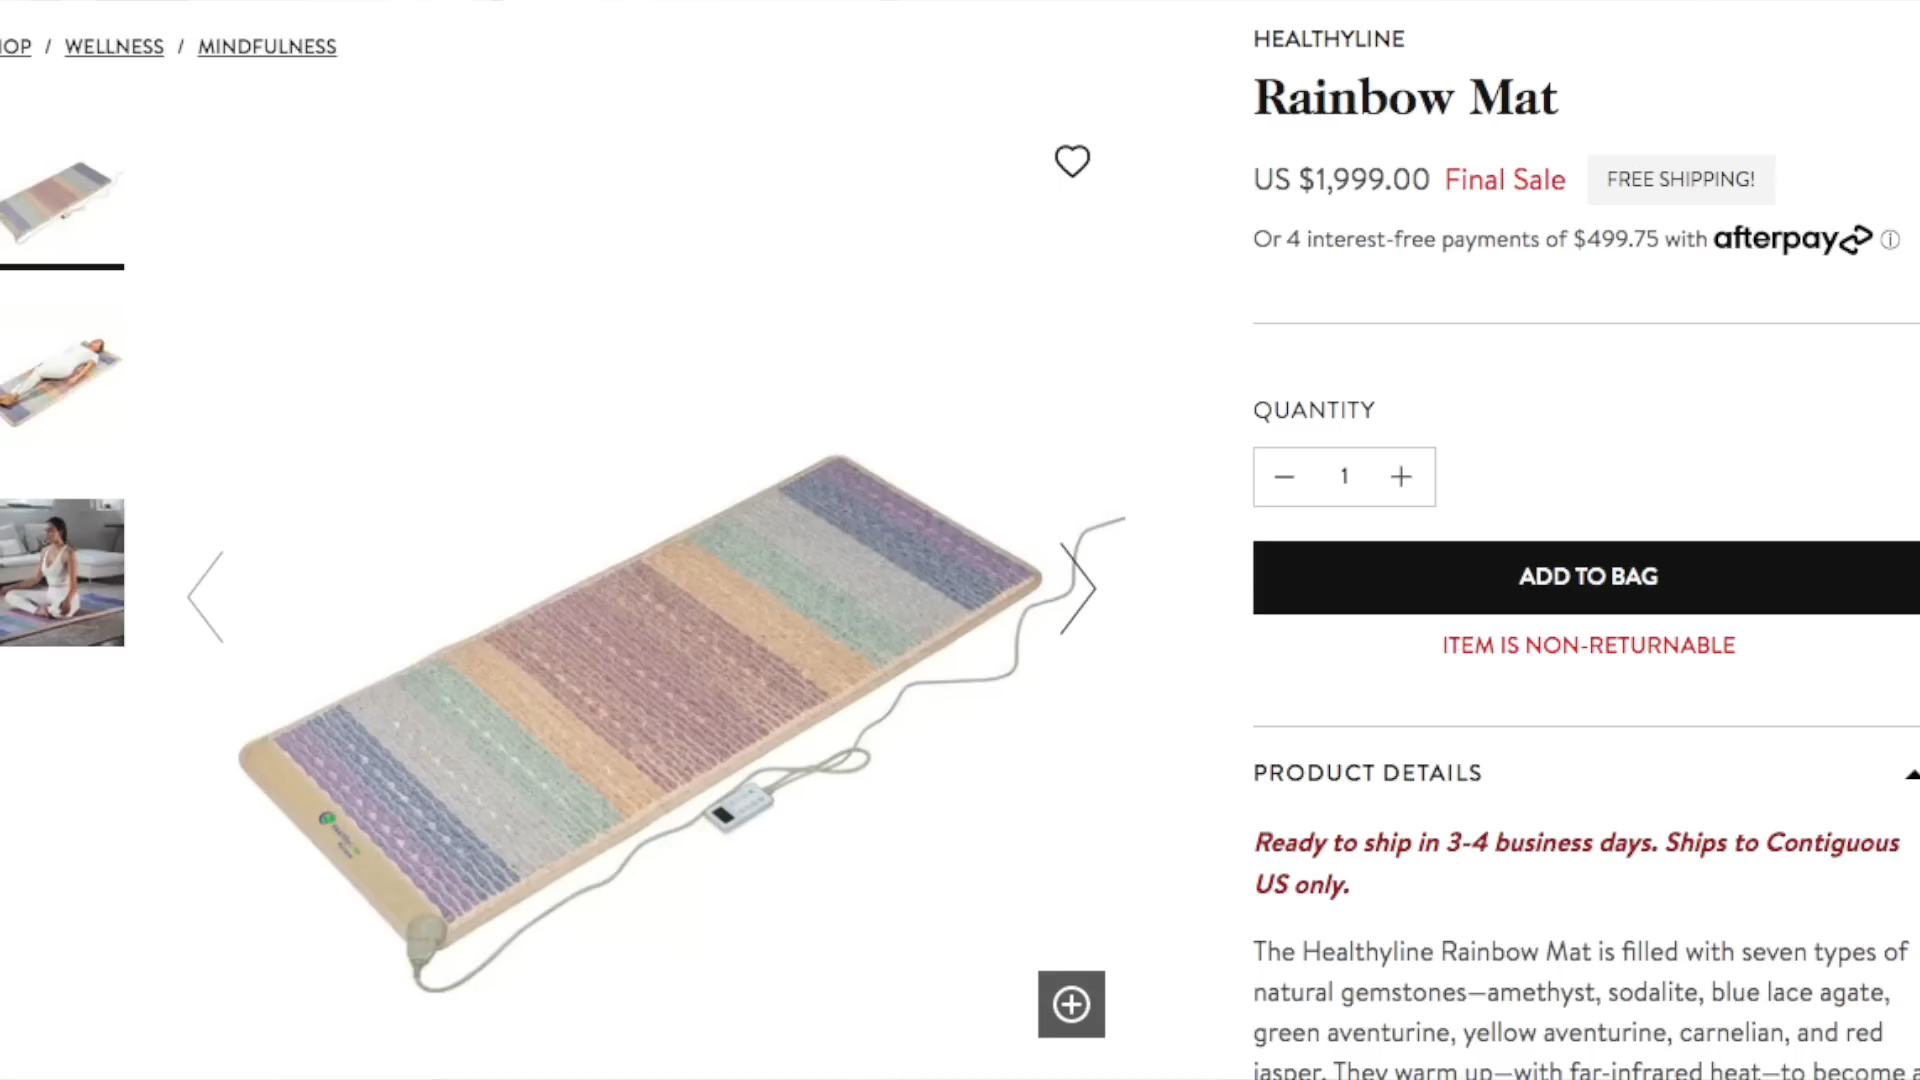 / WELLNESS / MINDFULNESS
HEALTHYLINE
Rainbow Mat
US $1,999.00 Final Sale FREE SHIPPING!
Or 4 interest-free payments of $499.75 with afterpay
QUANTITY
1
ADD TO BAG
ITEM IS NON-RETURNABLE
PRODUCT DETAILS
Ready to ship in 3-4 business days. Ships to Contiguous
US only.
The Healthyline Rainbow Mat is filled with seven types of
natural gemstones—amethyst, sodalite, blue lace agate,
green aventurine, yellow aventurine, carnelian, and red
jasper. They warm up—with far-infrared heat—to become a